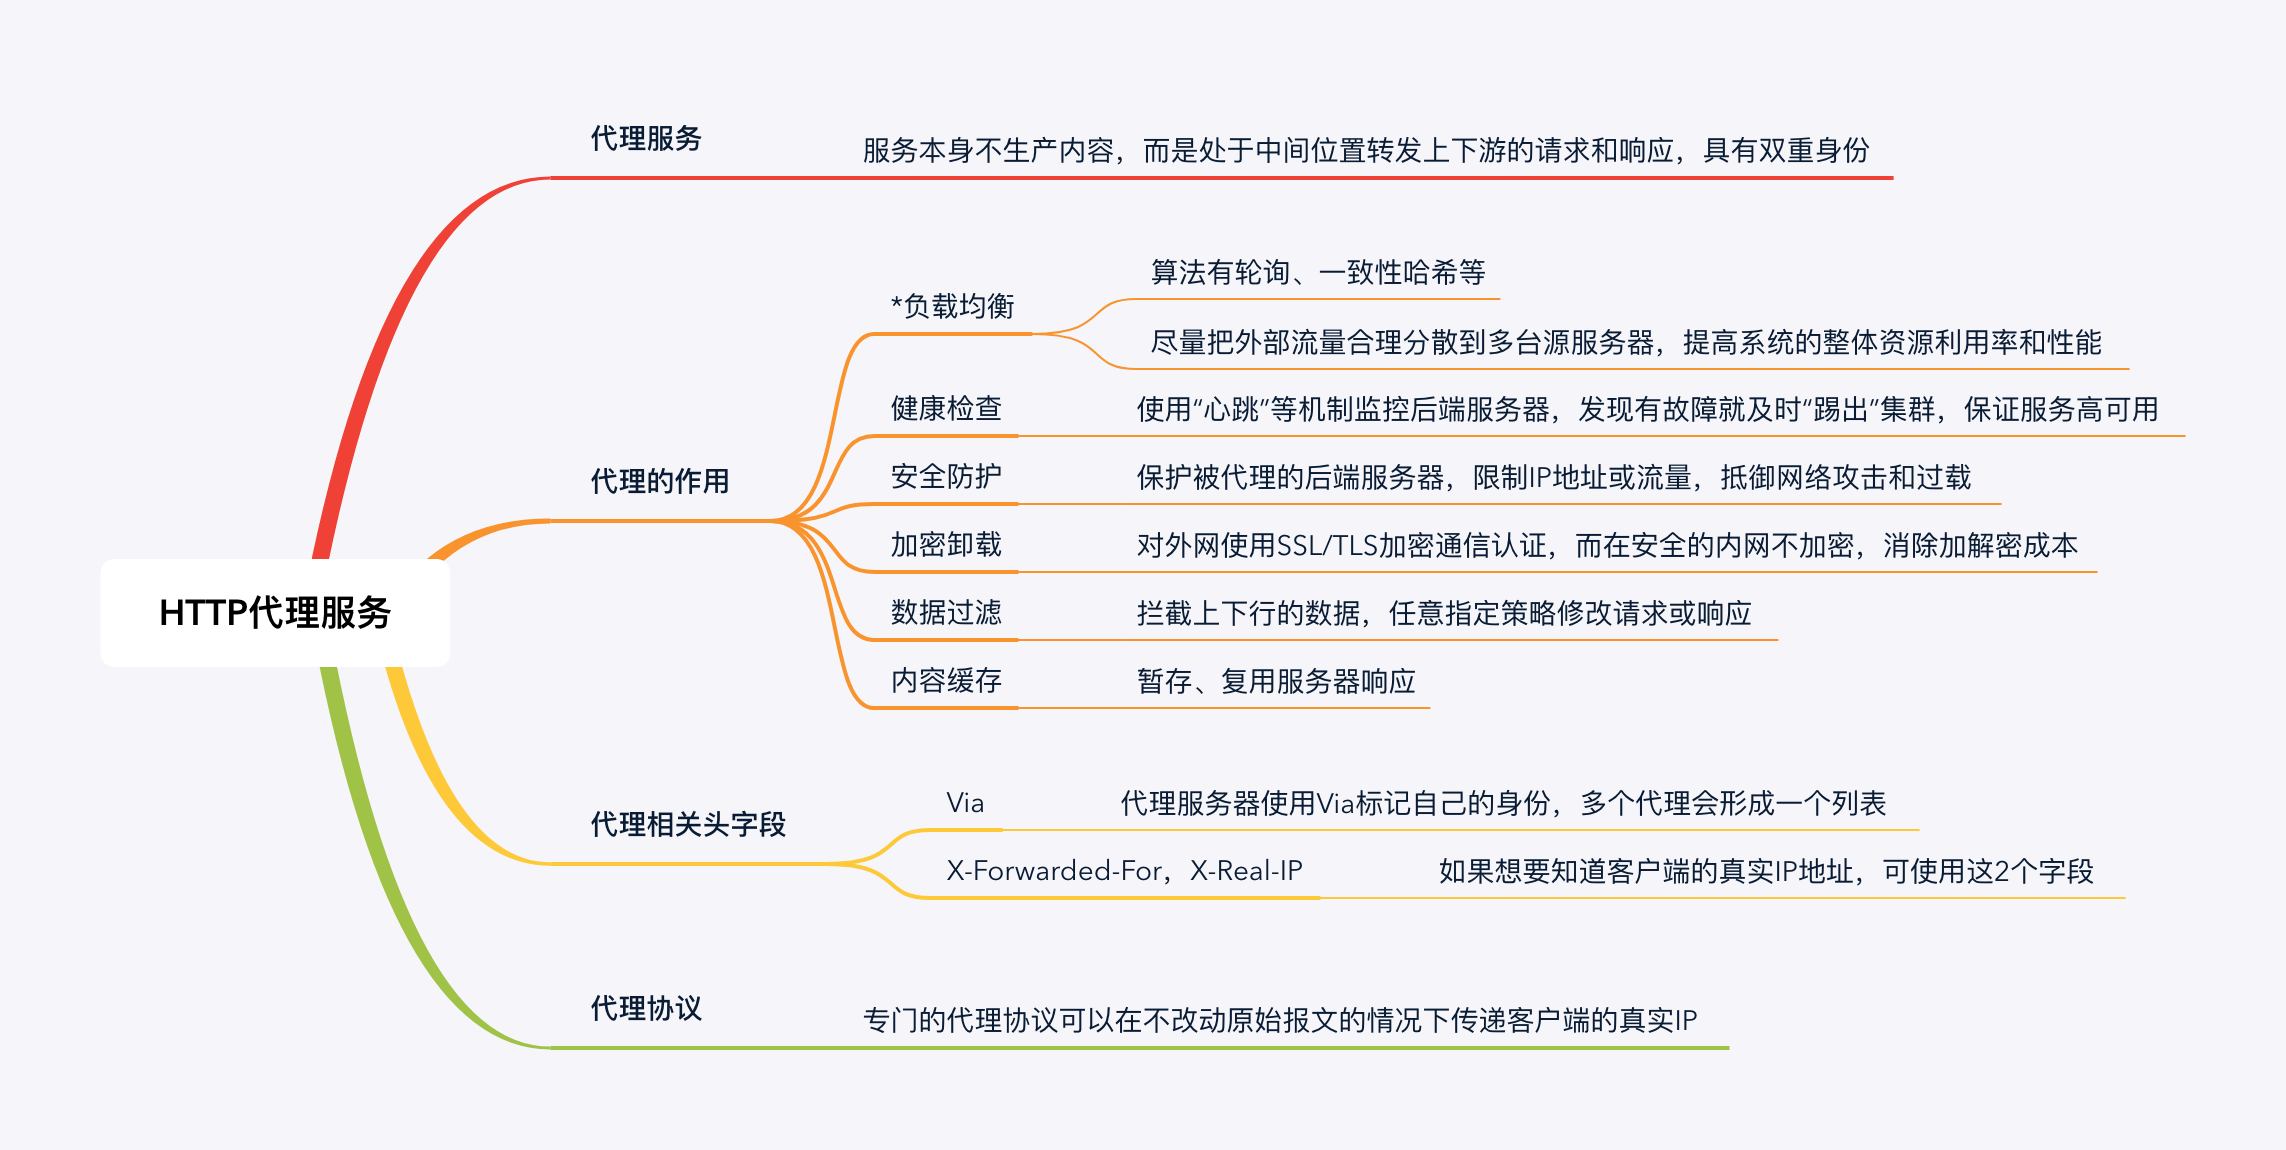 代理服务
服务本身不生产内容，而是处于中间位置转发上下游的请求和响应，具有双重身份
算法有轮询、一致性哈希等
*负载均衡
尽量把外部流量合理分散到多台源服务器，提高系统的整体资源利用率和性能
健康检查
使用“心跳”等机制监控后端服务器，发现有故障就及时“踢出”集群，保证服务高可用
代理的作用
安全防护
保护被代理的后端服务器，限制IP地址或流量，抵御网络攻击和过载
加密卸载
对外网使用SSL/TLS加密通信认证，而在安全的内网不加密，消除加解密成本
HTTP代理服务
数据过滤
拦截上下行的数据，任意指定策略修改请求或响应
内容缓存
暂存、复用服务器响应
代理相关头字段
Via
代理服务器使用Via标记自己的身份，多个代理会形成一个列表
X-Forwarded-For，X-Real-IP
如果想要知道客户端的真实IP地址，可使用这2个字段
代理协议
专门的代理协议可以在不改动原始报文的情况下传递客户端的真实IP